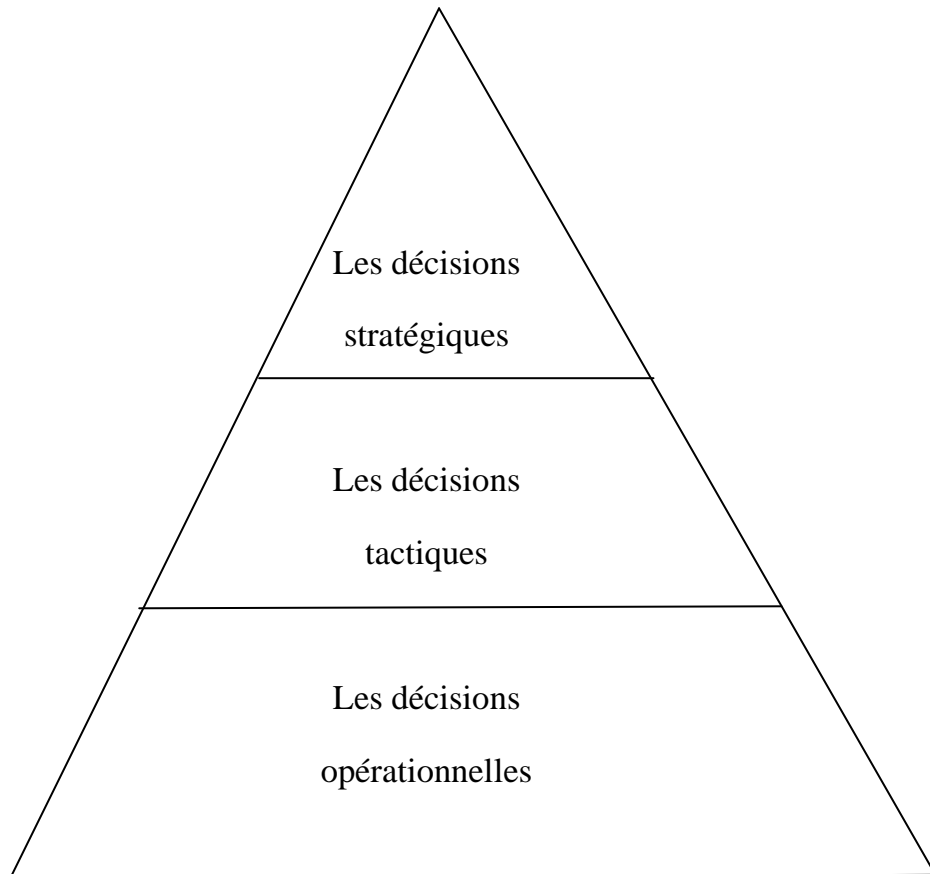 Les décisions
stratégiques
Les décisions
tactiques
Les décisions
opérationnelles